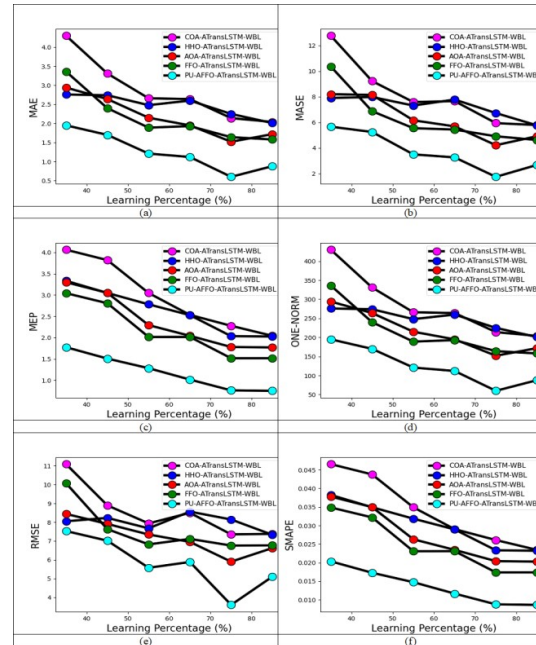 MAE
4.0
3.5
3.0
2.5
2.0
1.5
1.0
0.5
COA-ATransLSTM-WBL
HHO-ATransLSTM-WBL
AOA-ATransLSTM-WBL
FFO-ATransLSTM-WBL
PU-AFFO-ATransLSTM-WBL
40 50 60 70 80
Learning Percentage (%)
(a)
MASE
12
10
8
6
4
2
COA-ATransLSTM-WBL
HHO-ATransLSTM-WBL
AOA-ATransLSTM-WBL
FFO-ATransLSTM-WBL
PU-AFFO-ATransLSTM-WBL
40 50 60 70 80
Learning Percentage (%)
(b)
MEP
4.0
3.5
3.0
2.5
2.0
1.5
1.0
COA-ATransLSTM-WBL
HHO-ATransLSTM-WBL
AOA-ATransLSTM-WBL
FFO-ATransLSTM-WBL
PU-AFFO-ATransLSTM-WBL
40 50 60 70 80
Learning Percentage (%)
(c)
ONE-NORM
400
350
300
250
200
150
100
50
COA-ATransLSTM-WBL
HHO-ATransLSTM-WBL
AOA-ATransLSTM-WBL
FFO-ATransLSTM-WBL
PU-AFFO-ATransLSTM-WBL
40 50 60 70 80
Learning Percentage (%)
(d)
RMSE
11
10
9
8
7
6
5
4
COA-ATransLSTM-WBL
HHO-ATransLSTM-WBL
AOA-ATransLSTM-WBL
FFO-ATransLSTM-WBL
PU-AFFO-ATransLSTM-WBL
40 50 60 70 80
Learning Percentage (%)
(e)
SMAPE
0.045
0.040
0.035
0.030
0.025
0.020
0.015
0.010
COA-ATransLSTM-WBL
HHO-ATransLSTM-WBL
AOA-ATransLSTM-WBL
FFO-ATransLSTM-WBL
PU-AFFO-ATransLSTM-WBL
40 50 60 70 80
Learning Percentage (%)
(f)